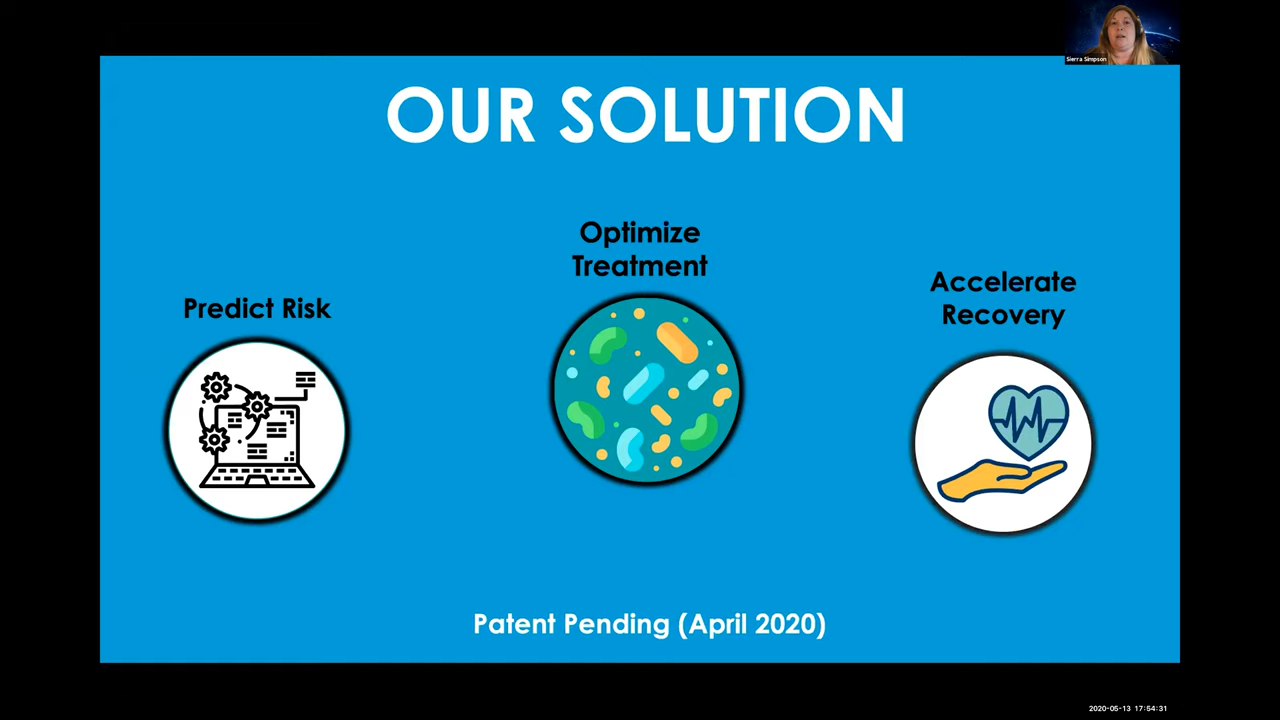 Sierra Simpson
OUR SOLUTION
Optimize
Treatment
Predict Risk
Accelerate
Recovery
Patent Pending (April 2020)
2020-05-13 17:54:31